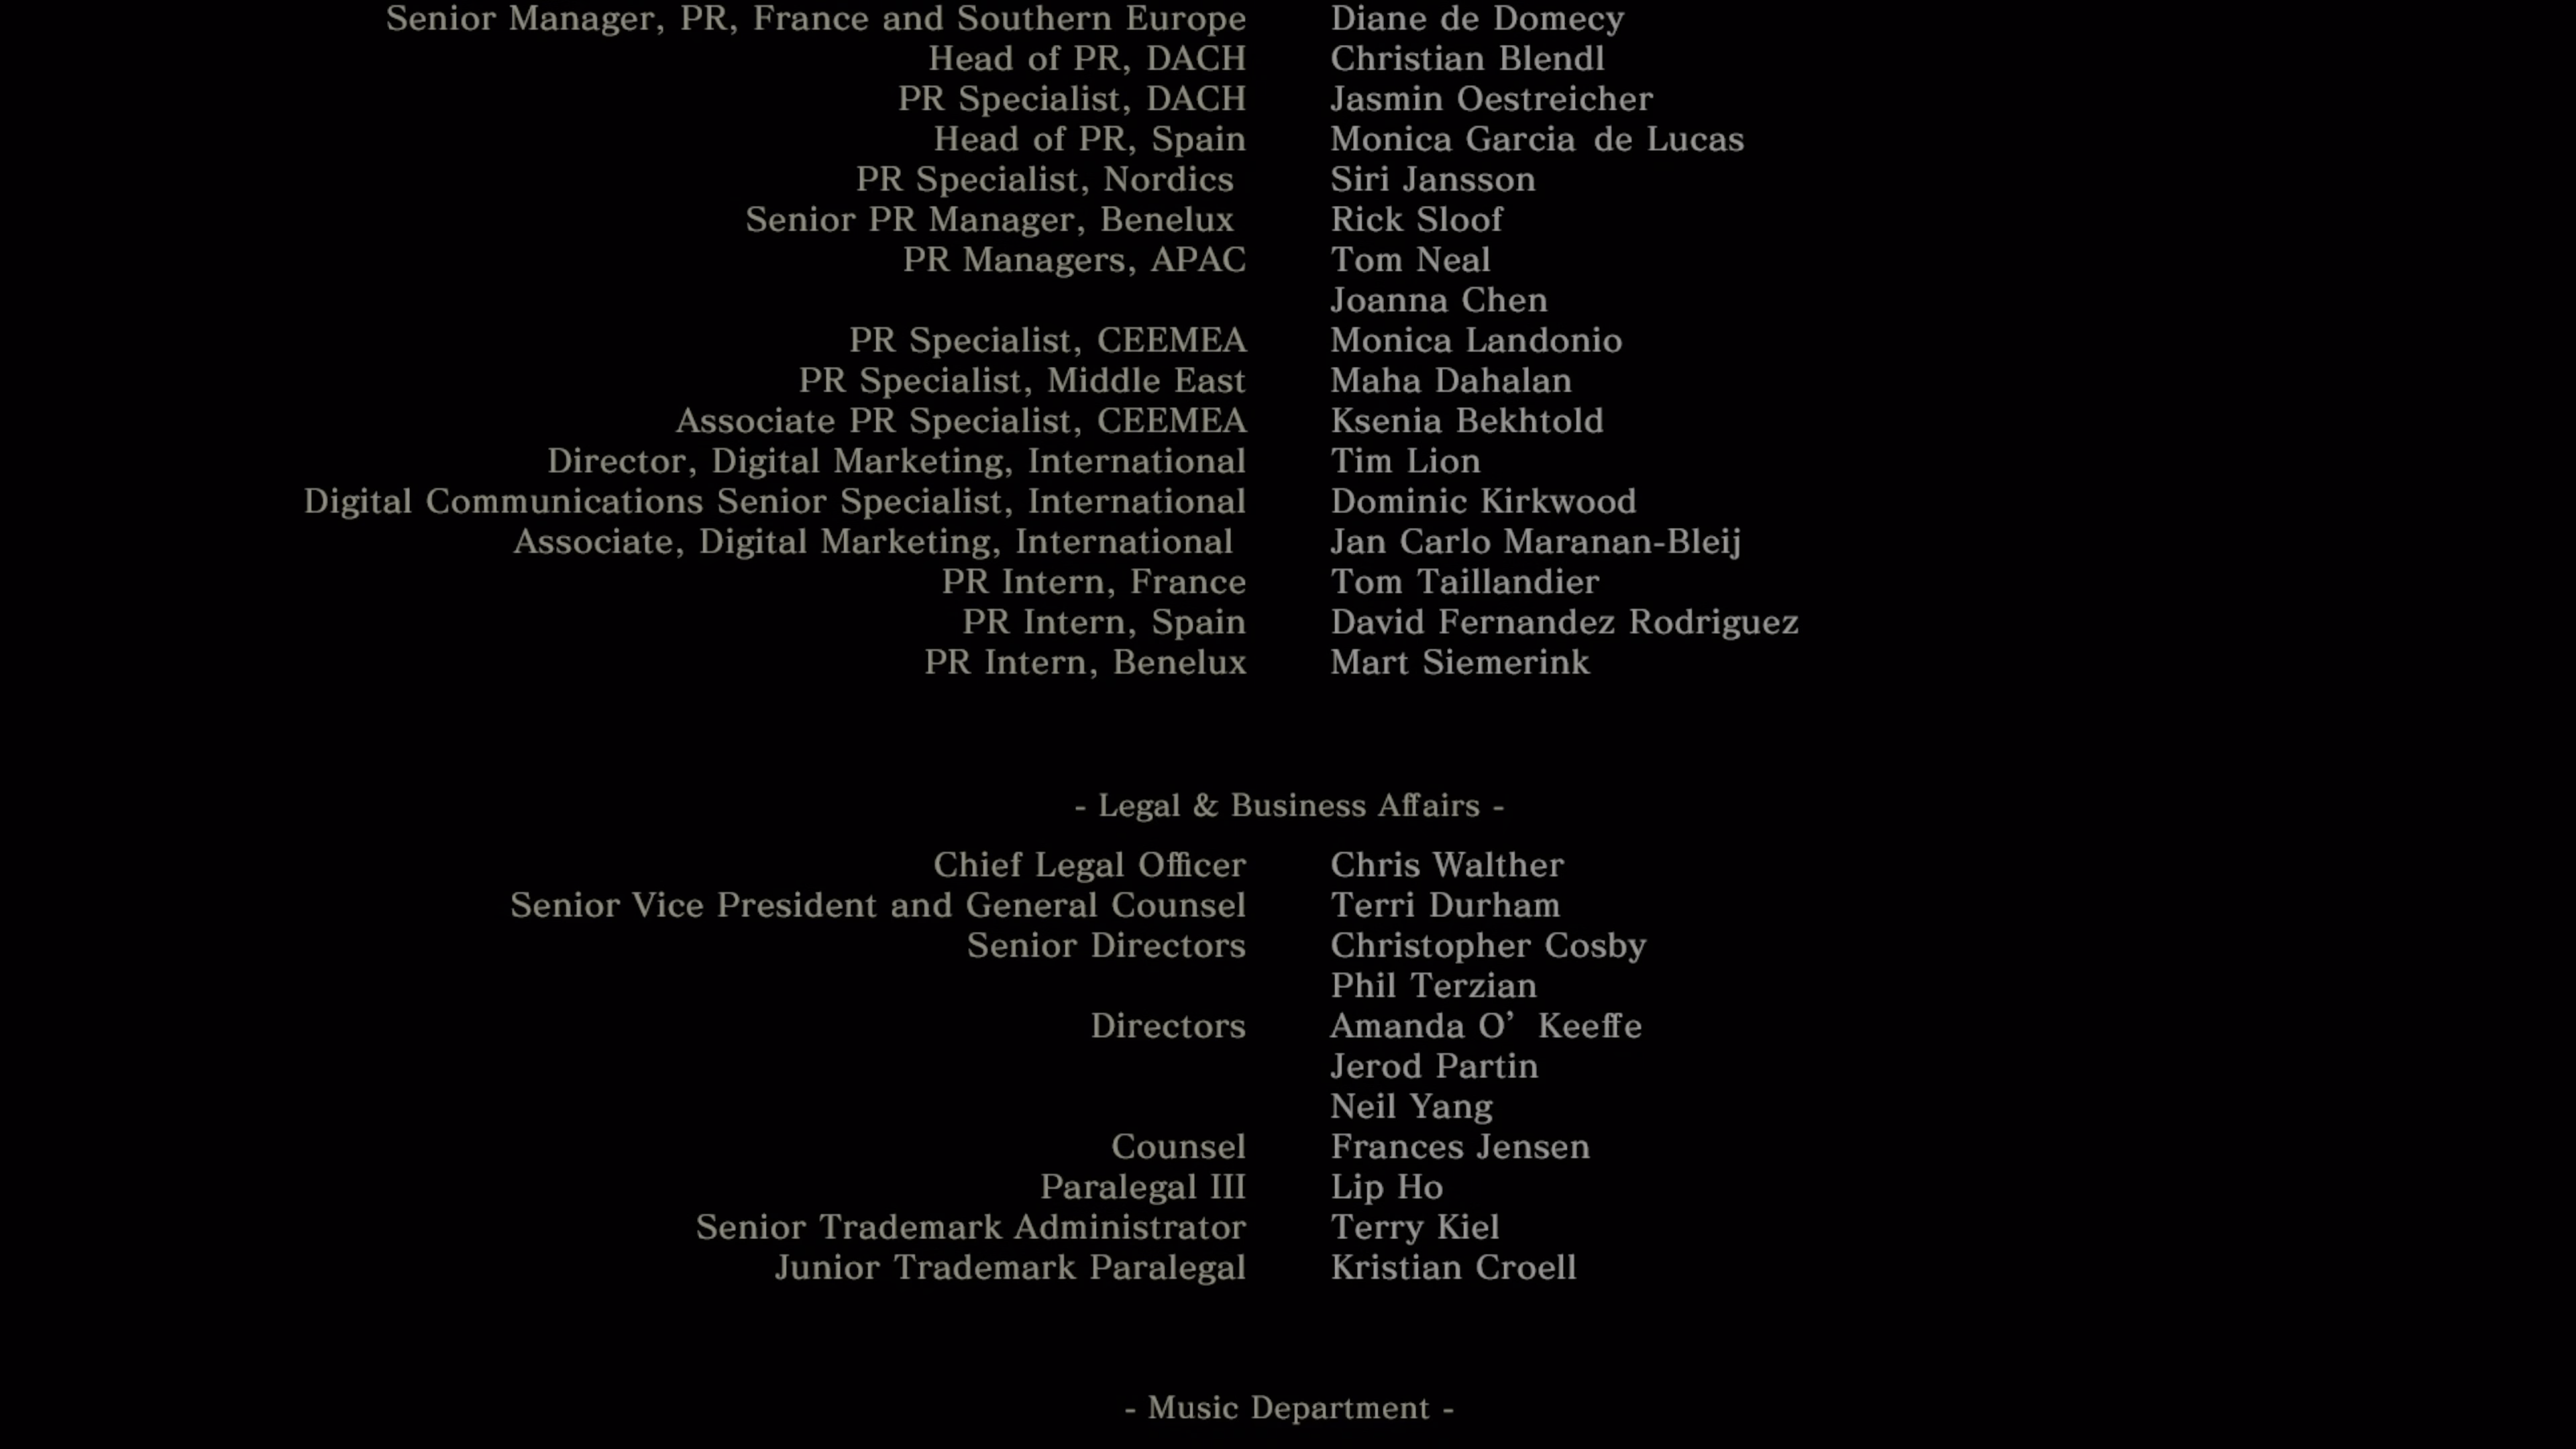 Senior Manager, PR, France and Southern Europe Diane de Domecy
Head of PR, DACH Christian Blendl
PR Specialist, DACH Jasmin Oestreicher
Head of PR, Spain Monica Garcia de Lucas
PR Specialist, Nordics Siri Jansson
Senior PR Manager, Benelux Rick Sloof
PR Managers, APAC Tom Neal
Joanna Chen
PR Specialist, CEEMEA Monica Landonio
PR Specialist, Middle East Maha Dahalan
Associate PR Specialist, CEEMEA Ksenia Bekhtold
Director, Digital Marketing, International Tim Lion
Digital Communications Senior Specialist, International Dominic Kirkwood
Associate, Digital Marketing, International Jan Carlo Maranan-Bleij
PR Intern, France Tom Taillandier
PR Intern, Spain David Fernandez Rodriguez
PR Intern, Benelux Mart Siemerink
- Legal & Business Affairs -
Chief Legal Officer Chris Walther
Senior Vice President and General Counsel Terri Durham
Senior Directors Christopher Cosby
Phil Terzian
Directors Amanda O’ Keeffe
Jerod Partin
Neil Yang
Counsel Frances Jensen
Paralegal III Lip Ho
Senior Trademark Administrator Terry Kiel
Junior Trademark Paralegal Kristian Croell
- Music Department -